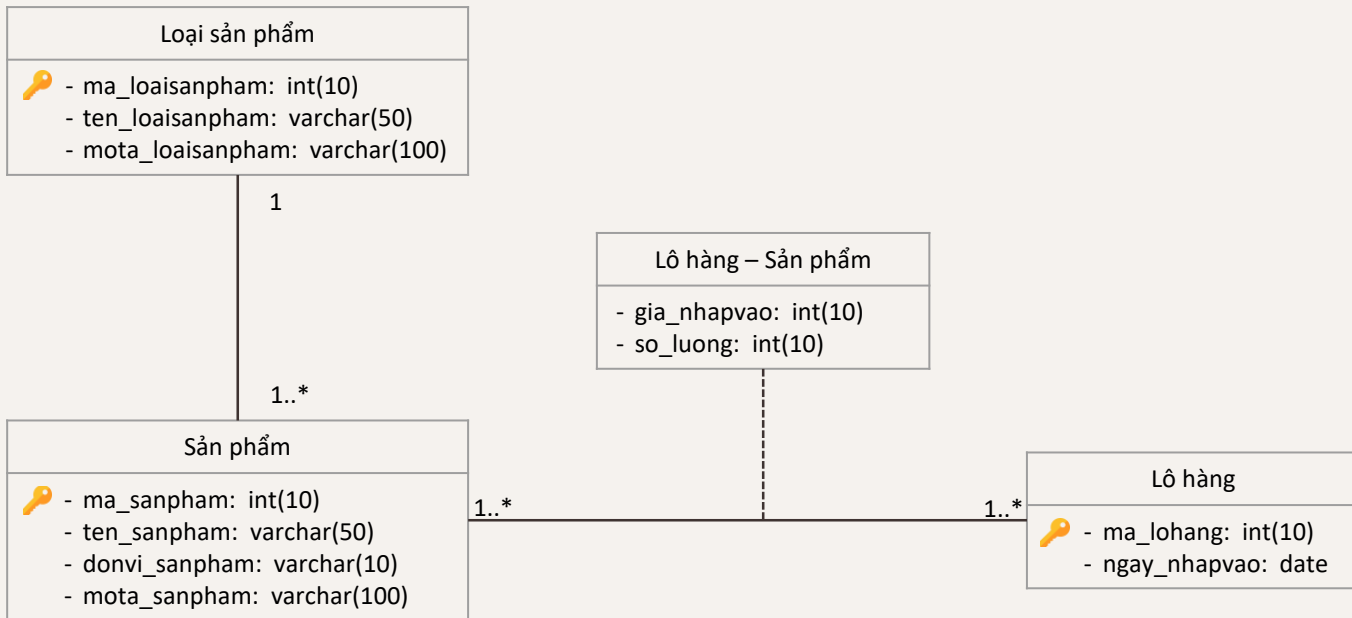 Loại sản phẩm
- ma_loaisanpham: int(10)
- ten_loaisanpham: varchar(50)
- mota_loaisanpham: varchar(100)
1
1..*
Lô hàng – Sản phẩm
- gia_nhapvao: int(10)
- so_luong: int(10)
Sản phẩm
- ma_sanpham: int(10)
- ten_sanpham: varchar(50)
- donvi_sanpham: varchar(10)
- mota_sanpham: varchar(100)
1..*
1..*
Lô hàng
- ma_lohang: int(10)
- ngay_nhapvao: date